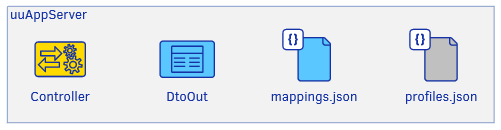 uuAppServer
{}
{}
Controller
DtoOut
mappings.json
profiles.json